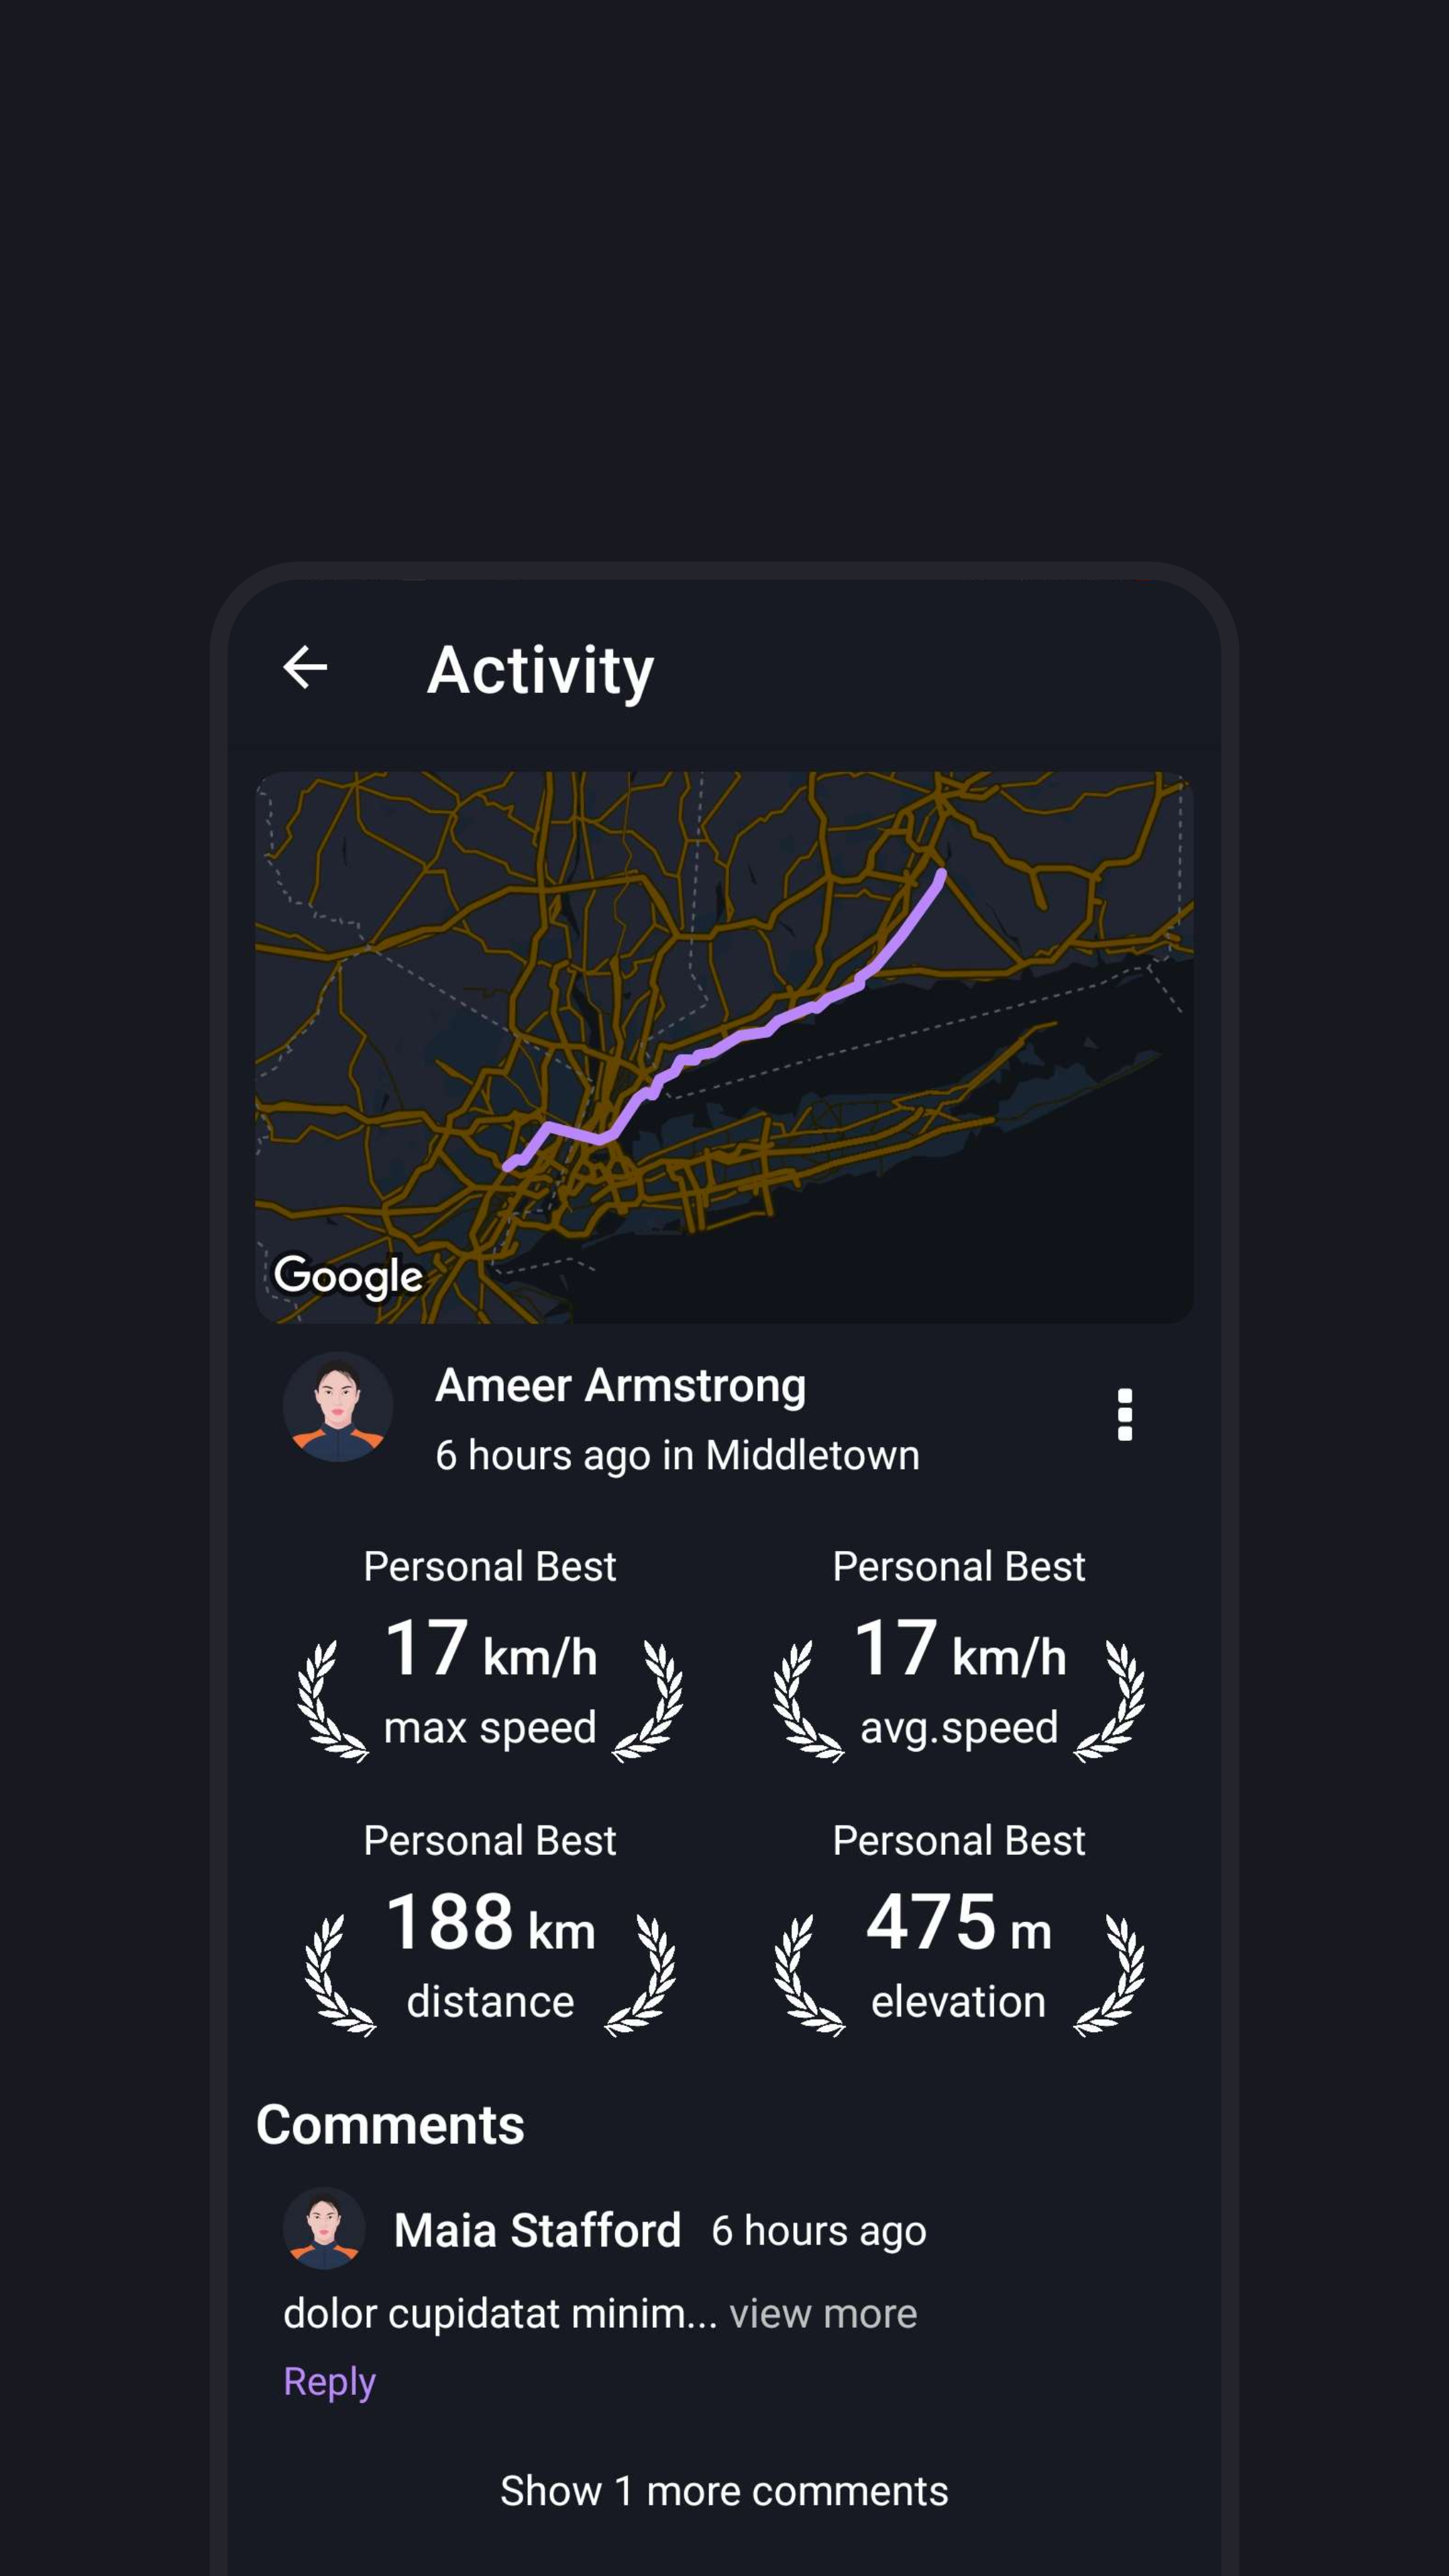 Activity
Google
Ameer Armstrong
6 hours ago in Middletown
Personal Best
17 km/h
max speed
Personal Best
17 km/h
avg.speed
Personal Best
188 km
distance
Personal Best
475 m
elevation
Comments
Maia Stafford 6 hours ago
dolor cupidatat minim... view more
Reply
Show 1 more comments